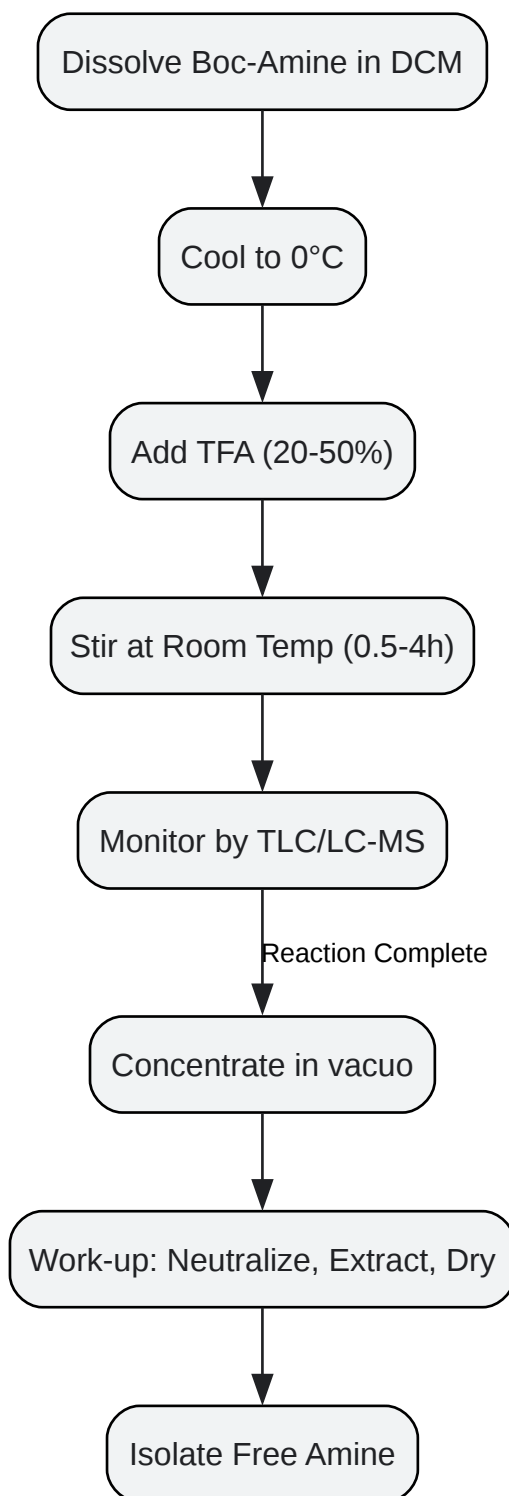 Dissolve Boc-Amine in DCM
Cool to 0°C
Add TFA (20-50%)
Stir at Room Temp (0.5-4h)
Monitor by TLC/LC-MS
Reaction Complete
Concentrate in vacuo
Work-up: Neutralize, Extract, Dry
Isolate Free Amine